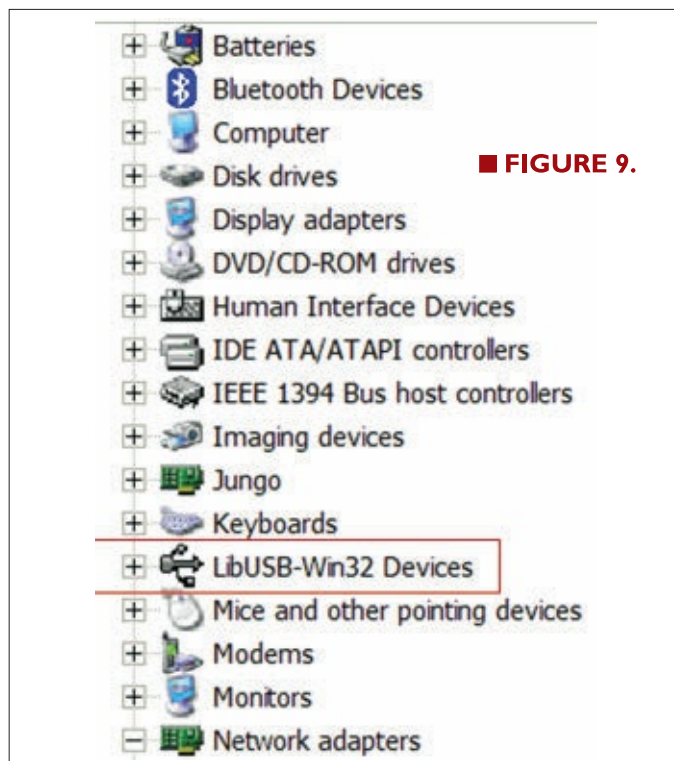 Batteries
Bluetooth Devices
Computer
■ FIGURE 9.
Disk drives
Display adapters
DVD/CD-ROM drives
Human Interface Devices
IDE ATA/ATAPI controllers
IEEE 1394 Bus host controllers
Imaging devices
Jungo
Keyboards
LibUSB-Win32 Devices
Mice and other pointing devices
Modems
Monitors
Network adapters